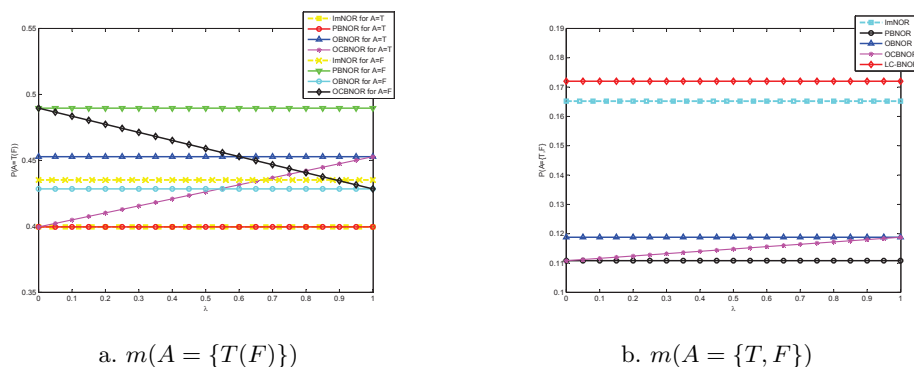 0.55
0.5
0.45
0.4
0.35
P(A=T(F))
0 0.1 0.2 0.3 0.4 0.5 0.6 0.7 0.8 0.9 1
λ
ImNOR for A=T
PBNOR for A=T
OBNOR for A=T
OCBNOR for A=T
ImNOR for A=F
PBNOR for A=F
OBNOR for A=F
OCBNOR for A=F
a. m(A = {T(F)})
0.19
0.18
0.17
0.16
0.15
0.14
0.13
0.12
0.11
0.1
P(A={T,F})
0 0.1 0.2 0.3 0.4 0.5 0.6 0.7 0.8 0.9 1
λ
ImNOR
PBNOR
OBNOR
OCBNOR
LC-BNOR
b. m(A = {T, F})